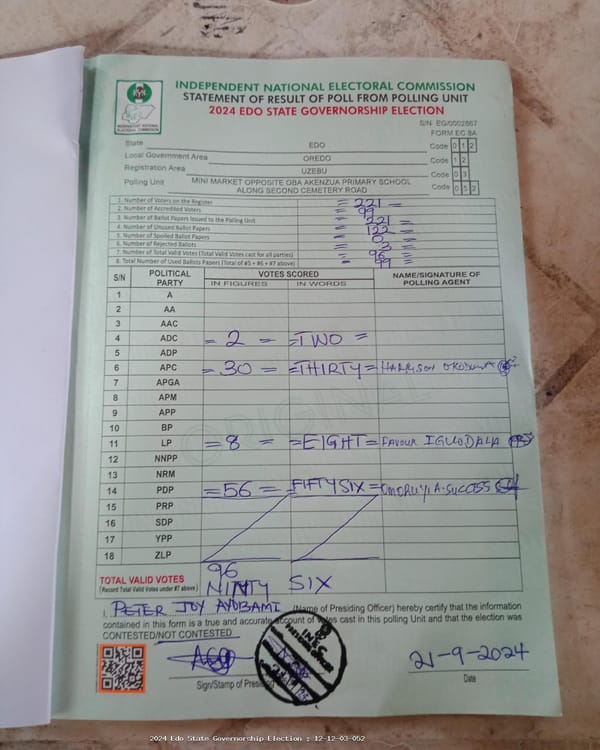 INDEPENDENT NATIONAL ELECTORAL COMMISSION
STATEMENT OF RESULT OF POLL FROM POLLING UNIT
2024 EDO STATE GOVERNORSHIP ELECTION
S/N EG/0002667
FORM EC 8A
INDEPENDENT NATIONAL ELECTORAL COMMISSION
State EDO Code 0 1 2
Local Government Area OREDO Code 1 2
Registration Area UZEBU Code 0 3
Polling Unit MINI MARKET OPPOSITE OBA AKENZUA PRIMARY SCHOOL ALONG SECOND CEMETERY ROAD Code 0 5 2
1. Number of Voters on the Register = 221 =
2. Number of Accredited Voters = 99 =
3. Number of Ballot Papers Issued to the Polling Unit = 221 =
4. Number of Unused Ballot Papers = 122 =
5. Number of Spoiled Ballot Papers = 0 =
6. Number of Rejected Ballots = 3 =
7. Number of Total Valid Votes (Total Valid Votes cast for all parties) = 96 =
8. Total Number of Used Ballots Papers (Total of #5 + #6 + #7 above) = 99 =
S/N POLITICAL PARTY VOTES SCORED NAME/SIGNATURE OF POLLING AGENT
IN FIGURES IN WORDS
1 A
2 AA
3 AAC
4 ADC = 2 = =TWO =
5 ADP
6 APC =30= =THIRTY= HARRISON
7 APGA
8 APM
9 APP
10 BP
11 LP =8= =EIGHT= FAVOUR IGUODALA
12 NNPP
13 NRM
14 PDP =56= =FIFTYSIX= OMORUYI A. SUCCESS
15 PRP
16 SDP
17 YPP
18 ZLP
TOTAL VALID VOTES 96
(Record Total Valid Votes under #7 above) NINTY SIX
I, PETER JOY AYOBAMI (Name of Presiding Officer) hereby certify that the information
contained in this form is a true and accurate account of votes cast in this polling Unit and that the election was
CONTESTED/NOT CONTESTED
21-9-2024
Sign/Stamp of Date
2024 Edo State Governorship Election : 12-12-03-052